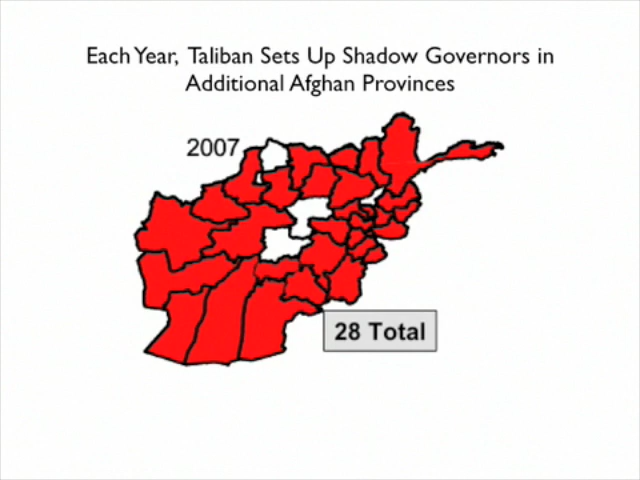 Each Year, Taliban Sets Up Shadow Governors in
Additional Afghan Provinces
2007
28 Total